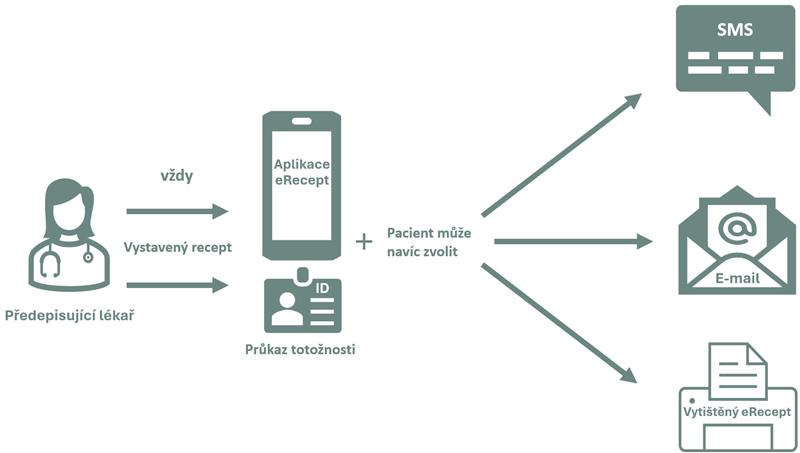 SMS
vždy
Aplikace
eRecept
Vystavený recept
Předepisující lékař
ID
Průkaz totožnosti
+
Pacient může
navíc zvolit
@
E-mail
Vytištěný eRecept